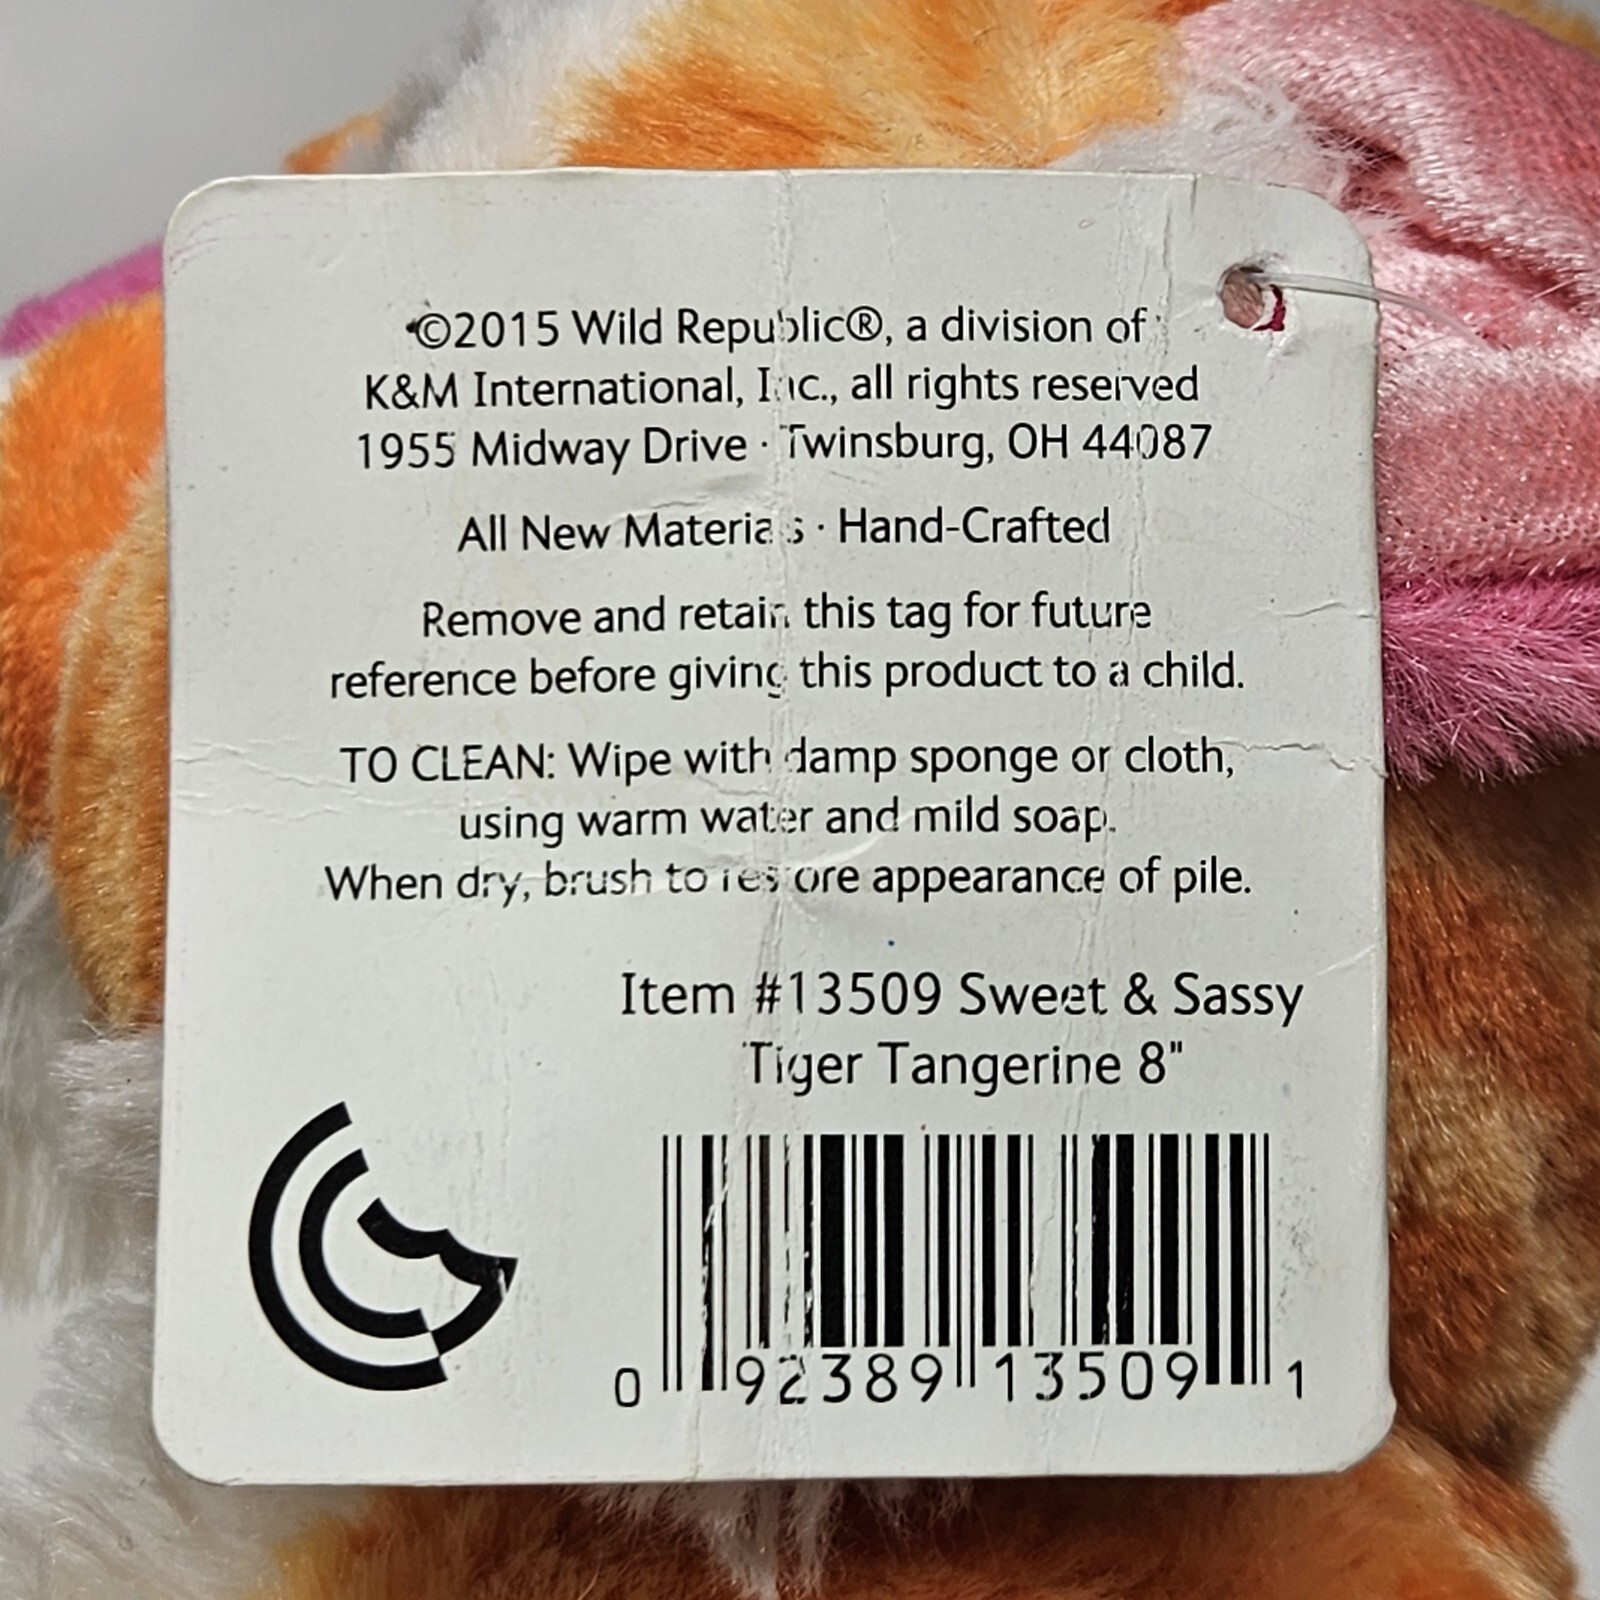 ©2015 Wild Republic®, a division of
K&M International, Inc., all rights reserved
1955 Midway Drive · Twinsburg, OH 44087
All New Materials · Hand-Crafted
Remove and retain this tag for future
reference before giving this product to a child.
TO CLEAN: Wipe with damp sponge or cloth,
using warm water and mild soap.
When dry, brush to restore appearance of pile.
Item #13509 Sweet & Sassy
Tiger Tangerine 8"
0 92389 13509 1